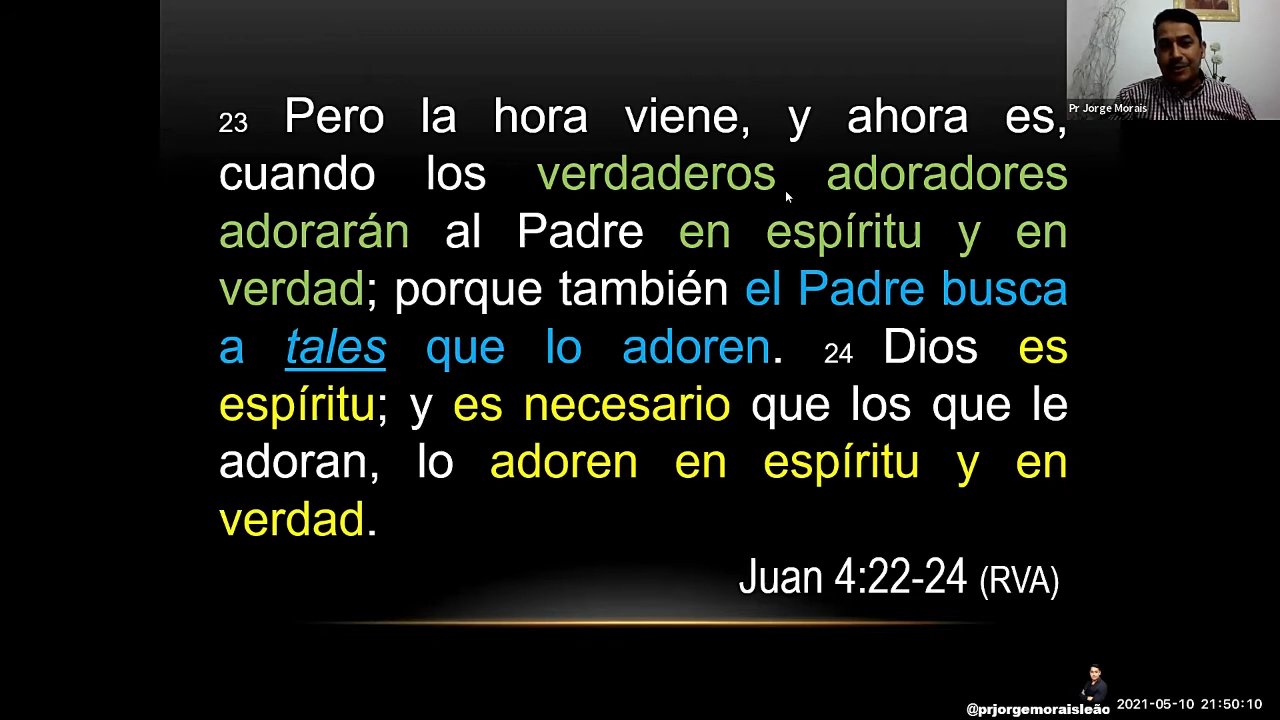 Pr Jorge Morais
23 Pero la hora viene, y ahora es,
cuando los verdaderos adoradores
adorarán al Padre en espíritu y en
verdad; porque también el Padre busca
a tales que lo adoren. 24 Dios es
espíritu; y es necesario que los que le
adoran, lo adoren en espíritu y en
verdad.
Juan 4:22-24 (RVA)
@prjorgemoraisleão
2021-05-10 21:50:10